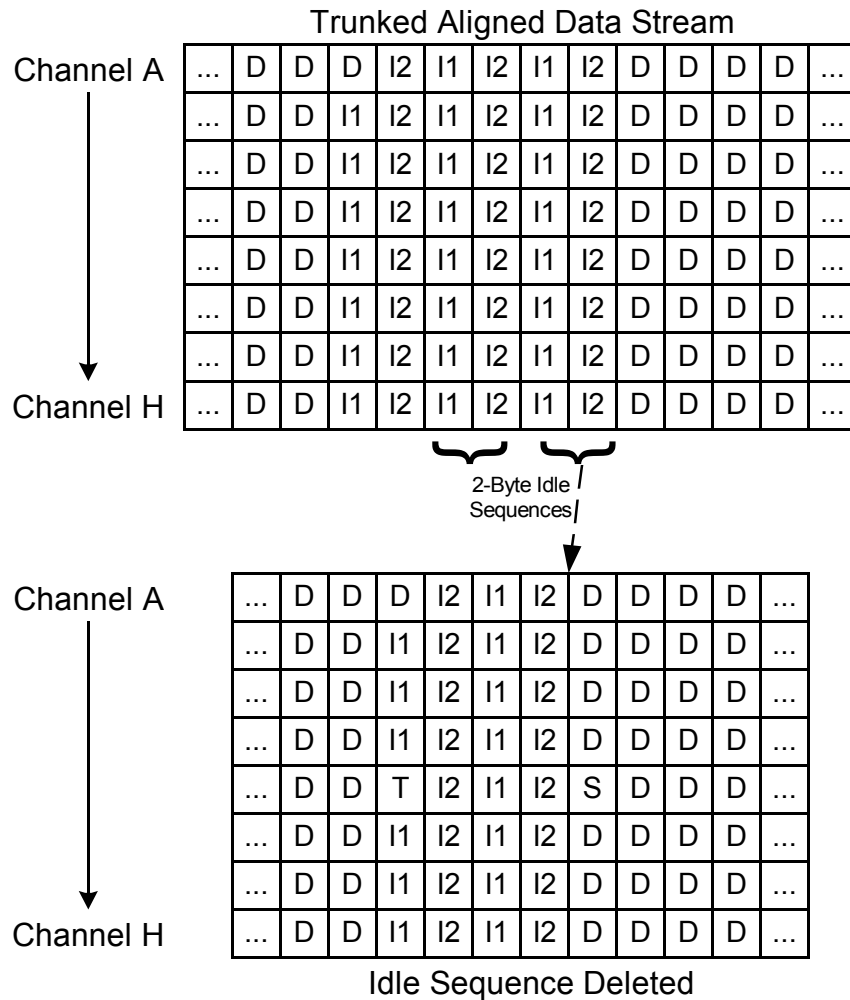 Trunked Aligned Data Stream
Channel A ... D D D I2 I1 I2 I1 I2 D D D D ...
... D D I1 I2 I1 I2 I1 I2 D D D D ...
... D D I1 I2 I1 I2 I1 I2 D D D D ...
... D D I1 I2 I1 I2 I1 I2 D D D D ...
... D D I1 I2 I1 I2 I1 I2 D D D D ...
... D D I1 I2 I1 I2 I1 I2 D D D D ...
... D D I1 I2 I1 I2 I1 I2 D D D D ...
Channel H ... D D I1 I2 I1 I2 I1 I2 D D D D ...
2-Byte Idle
Sequences
Channel A ... D D D I2 I1 I2 D D D D ...
... D D I1 I2 I1 I2 D D D D ...
... D D I1 I2 I1 I2 D D D D ...
... D D I1 I2 I1 I2 D D D D ...
... D D T I2 I1 I2 S D D D ...
... D D I1 I2 I1 I2 D D D D ...
... D D I1 I2 I1 I2 D D D D ...
Channel H ... D D I1 I2 I1 I2 D D D D ...
Idle Sequence Deleted